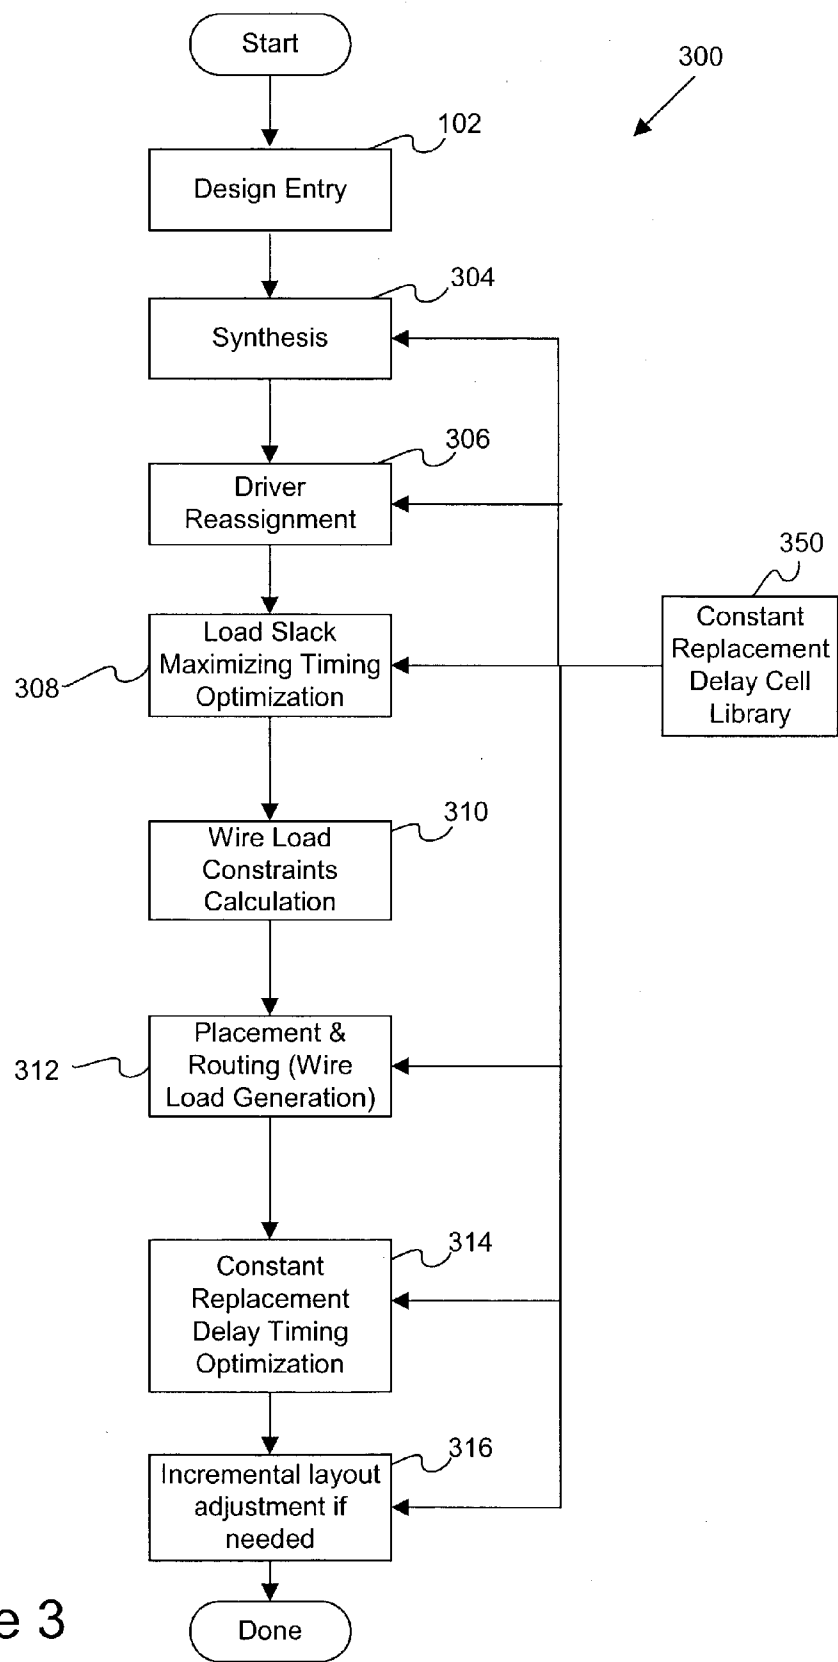 Start
300
102
Design Entry
304
Synthesis
306
Driver
Reassignment
350
Constant
Replacement
Delay Cell
Library
Load Slack
Maximizing Timing
Optimization
308
310
Wire Load
Constraints
Calculation
Placement &
Routing (Wire
Load Generation)
312
314
Constant
Replacement
Delay Timing
Optimization
316
Incremental layout
adjustment if
needed
Done
e 3